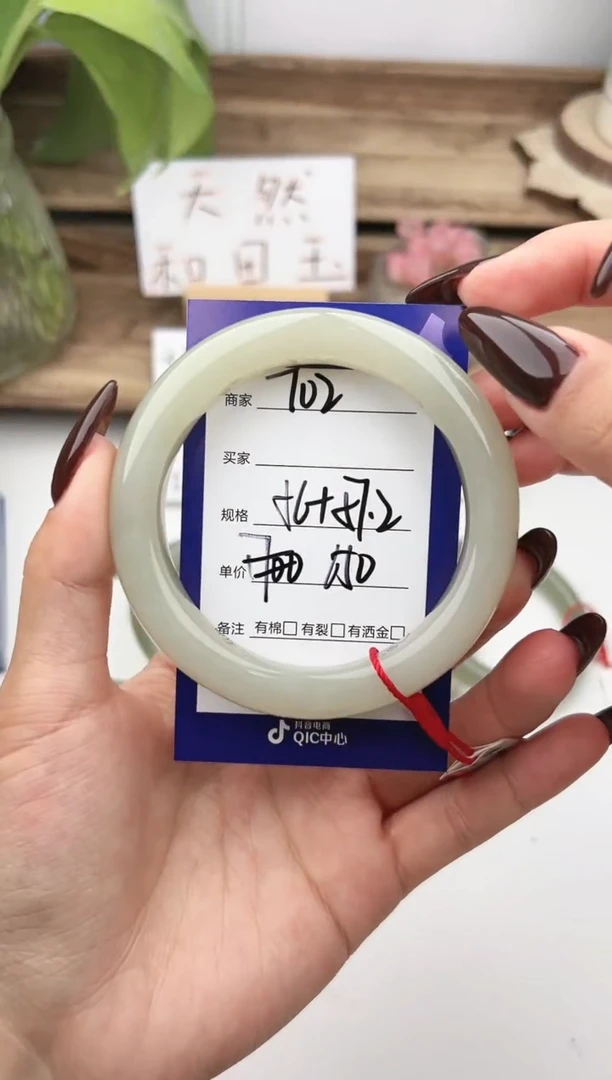 天然
和田玉
商家 T02
买家
规格
单价
备注 有棉□ 有裂□ 有洒金□
抖音电商
QIC中心